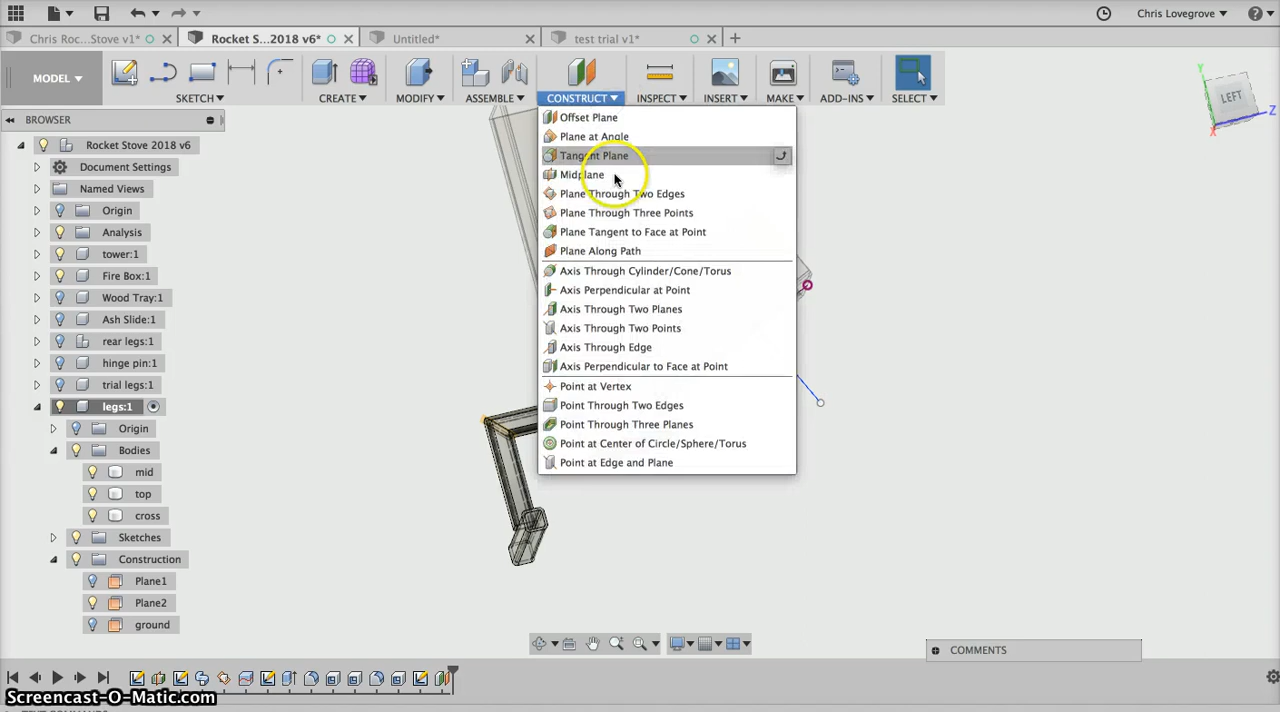 Chris Lovegrove
Chris Roc...Stove v1*
Rocket S...2018 v6*
Untitled*
test trial v1*
MODEL
SKETCH
CREATE
MODIFY
ASSEMBLE
CONSTRUCT
INSPECT
INSERT
MAKE
ADD-INS
SELECT
Y
LEFT
Z
X
BROWSER
Rocket Stove 2018 v6
Document Settings
Named Views
Origin
Analysis
tower:1
Fire Box:1
Wood Tray:1
Ash Slide:1
rear legs:1
hinge pin:1
trial legs:1
legs:1
Origin
Bodies
mid
top
cross
Sketches
Construction
Plane1
Plane2
ground
Offset Plane
Plane at Angle
Tangent Plane
Midplane
Plane Through Two Edges
Plane Through Three Points
Plane Tangent to Face at Point
Plane Along Path
Axis Through Cylinder/Cone/Torus
Axis Perpendicular at Point
Axis Through Two Planes
Axis Through Two Points
Axis Through Edge
Axis Perpendicular to Face at Point
Point at Vertex
Point Through Two Edges
Point Through Three Planes
Point at Center of Circle/Sphere/Torus
Point at Edge and Plane
COMMENTS
Screencast-O-Matic.com